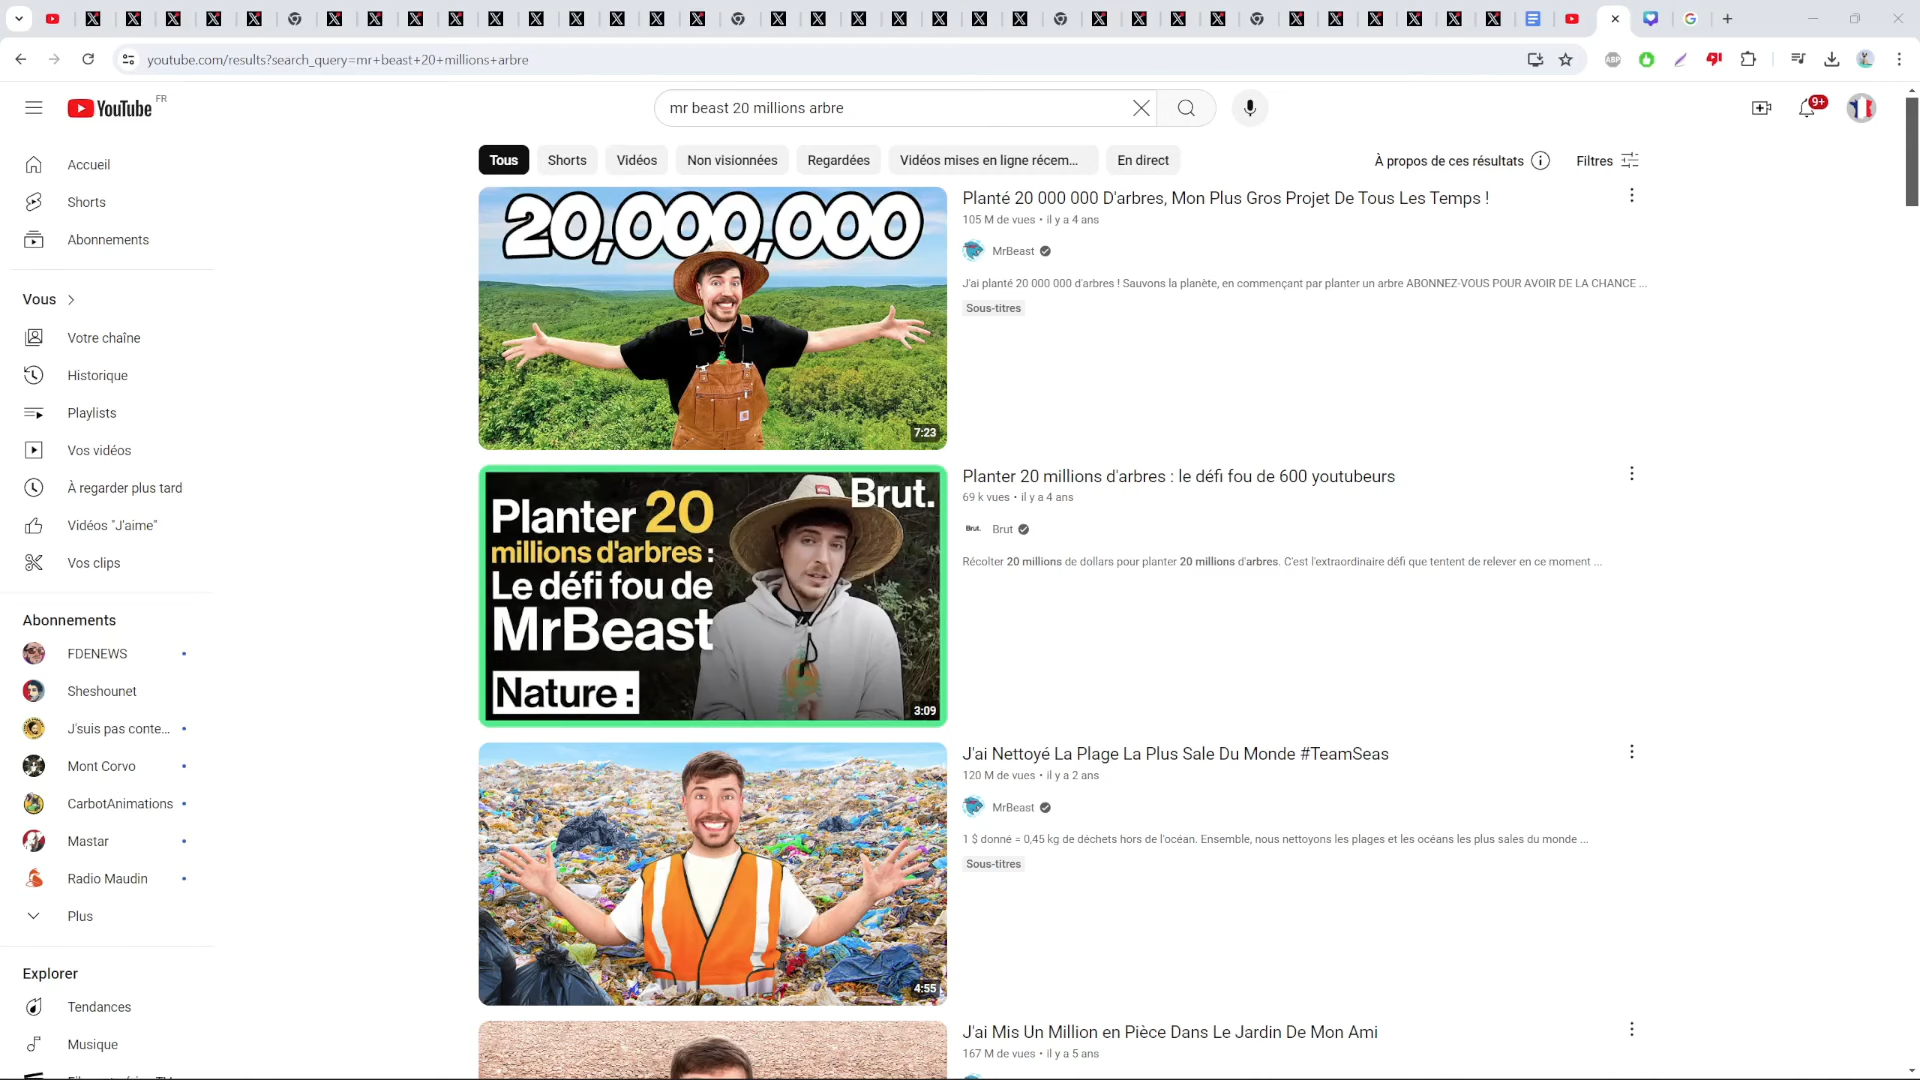 youtube.com/results?search_query=mr+beast+20+millions+arbre
YouTube FR
mr beast 20 millions arbre
9+
Tous
Shorts
Vidéos
Non visionnées
Regardées
Vidéos mises en ligne récem...
En direct
À propos de ces résultats
Filtres
Accueil
Shorts
Abonnements
Vous
Votre chaîne
Historique
Playlists
Vos vidéos
À regarder plus tard
Vidéos "J'aime"
Vos clips
Abonnements
FDENEWS
Sheshounet
J'suis pas conte...
Mont Corvo
CarbotAnimations
Mastar
Radio Maudin
Plus
Explorer
Tendances
Musique
20,000,000
7:23
Planté 20 000 000 D'arbres, Mon Plus Gros Projet De Tous Les Temps !
105 M de vues • il y a 4 ans
MrBeast
J'ai planté 20 000 000 d'arbres ! Sauvons la planète, en commençant par planter un arbre ABONNEZ-VOUS POUR AVOIR DE LA CHANCE ...
Sous-titres
Brut.
Planter 20
millions d'arbres :
Le défi fou de
MrBeast
Nature :
3:09
Planter 20 millions d'arbres : le défi fou de 600 youtubeurs
69 k vues • il y a 4 ans
Brut.
Brut
Récolter 20 millions de dollars pour planter 20 millions d'arbres. C'est l'extraordinaire défi que tentent de relever en ce moment ...
4:55
J'ai Nettoyé La Plage La Plus Sale Du Monde #TeamSeas
120 M de vues • il y a 2 ans
MrBeast
1 $ donné = 0,45 kg de déchets hors de l'océan. Ensemble, nous nettoyons les plages et les océans les plus sales du monde ...
Sous-titres
J'ai Mis Un Million en Pièce Dans Le Jardin De Mon Ami
167 M de vues • il y a 5 ans